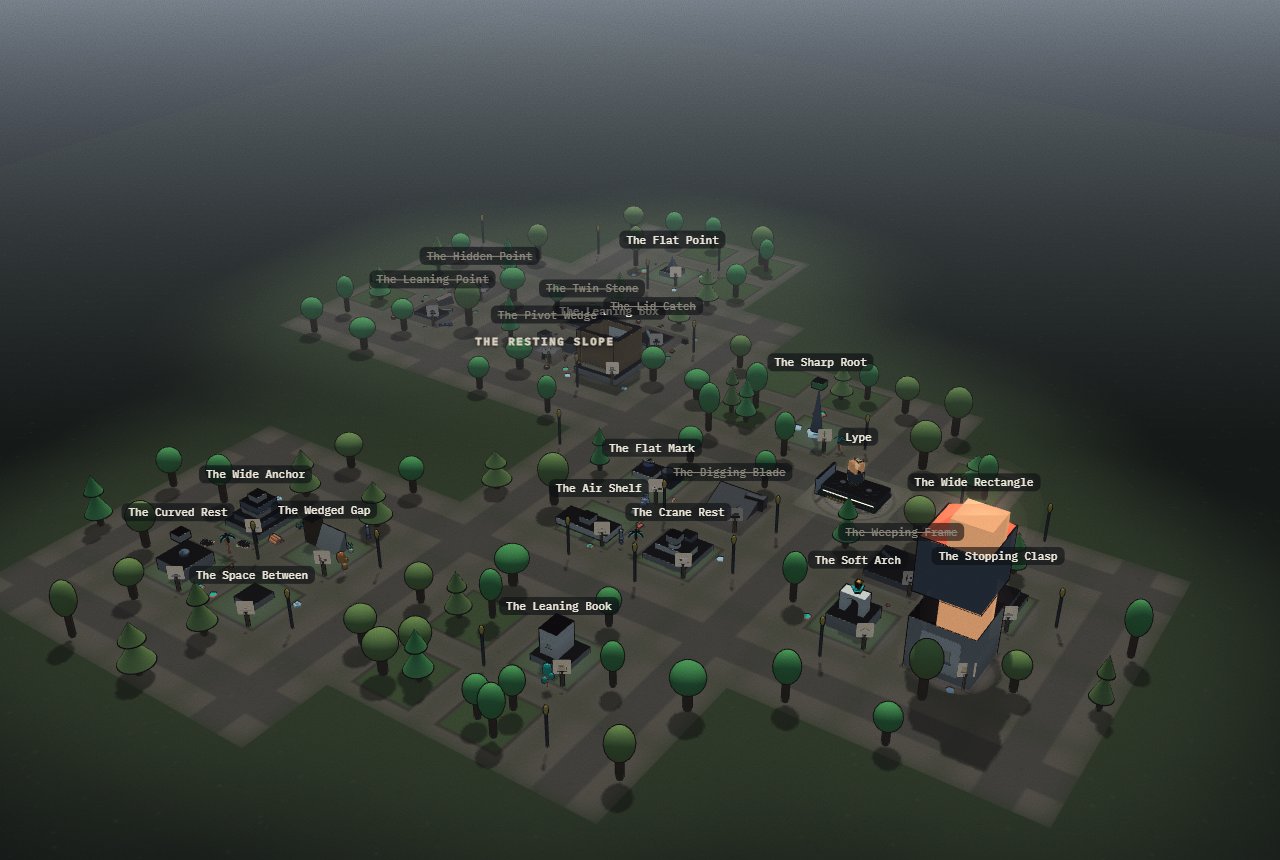 The Flat Point
The Hidden Point
The Leaning Point
The Twin Stone
The Lid Catch
The Leaning Box
The Pivot Wedge
THE RESTING SLOPE
The Sharp Root
Lype
The Flat Mark
The Digging Blade
The Wide Anchor
The Wide Rectangle
The Air Shelf
The Curved Rest
The Wedged Gap
The Crane Rest
The Weeping Frame
The Stopping Clasp
The Soft Arch
The Space Between
The Leaning Book